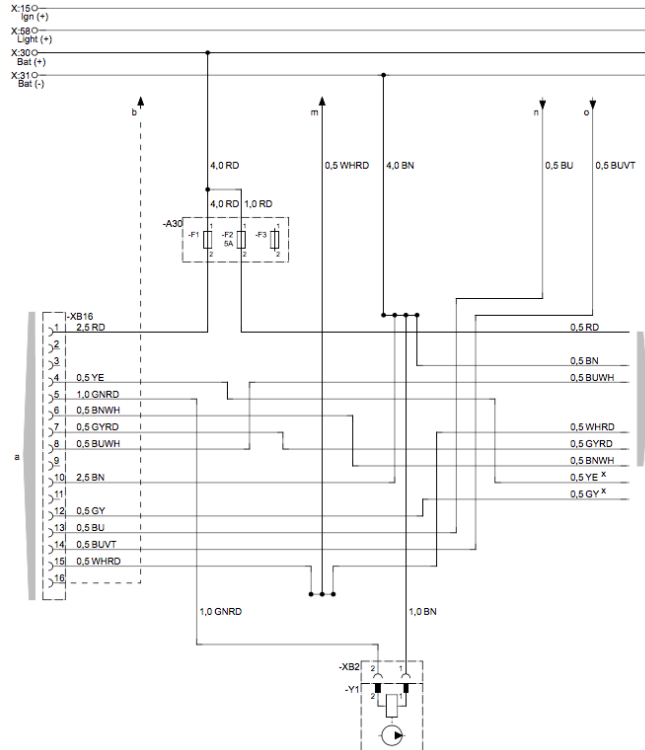 X:15
Ign (+)
X:58
Light (+)
X:30
Bat (+)
X:31
Bat (-)
b
m
n
o
4,0 RD
0,5 WHRD
4,0 BN
0,5 BU
0,5 BUVT
4,0 RD
1,0 RD
-A30
-F1
1
2
-F2
5A
1
2
-F3
1
2
-XB16
1
2,5 RD
0,5 RD
2
3
0,5 BN
4
0,5 YE
0,5 BUWH
5
1,0 GNRD
6
0,5 BNWH
7
0,5 GYRD
0,5 WHRD
8
0,5 BUWH
0,5 GYRD
a
9
0,5 BNWH
10
2,5 BN
0,5 YE x
11
0,5 GY x
12
0,5 GY
13
0,5 BU
14
0,5 BUVT
15
0,5 WHRD
16
1,0 GNRD
1,0 BN
-XB2
2
1
-Y1
2
1